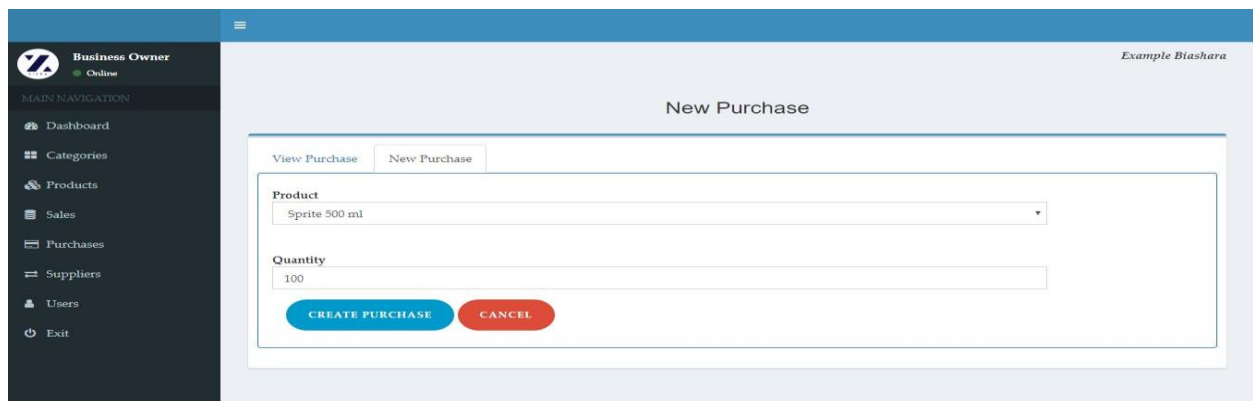 Business Owner
Online
Example Biashara
MAIN NAVIGATION
Dashboard
Categories
Products
Sales
Purchases
Suppliers
Users
Exit
New Purchase
View Purchase
New Purchase
Product
Sprite 500 ml
Quantity
100
CREATE PURCHASE
CANCEL